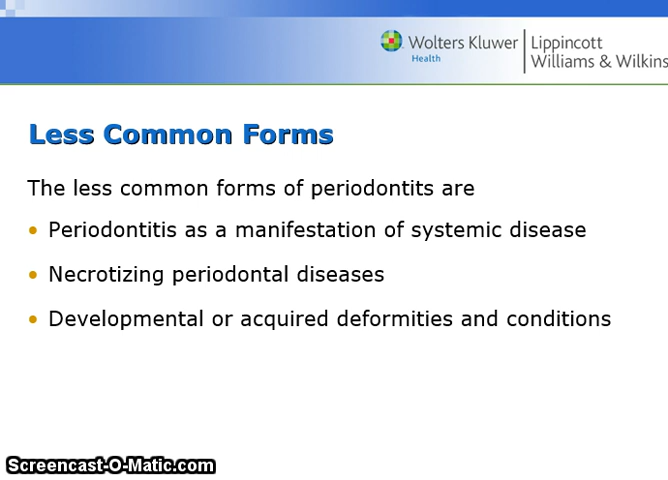 Wolters Kluwer
Health
Lippincott
Williams & Wilkins
Less Common Forms
The less common forms of periodontits are
• Periodontitis as a manifestation of systemic disease
• Necrotizing periodontal diseases
• Developmental or acquired deformities and conditions
Screencast-O-Matic.com